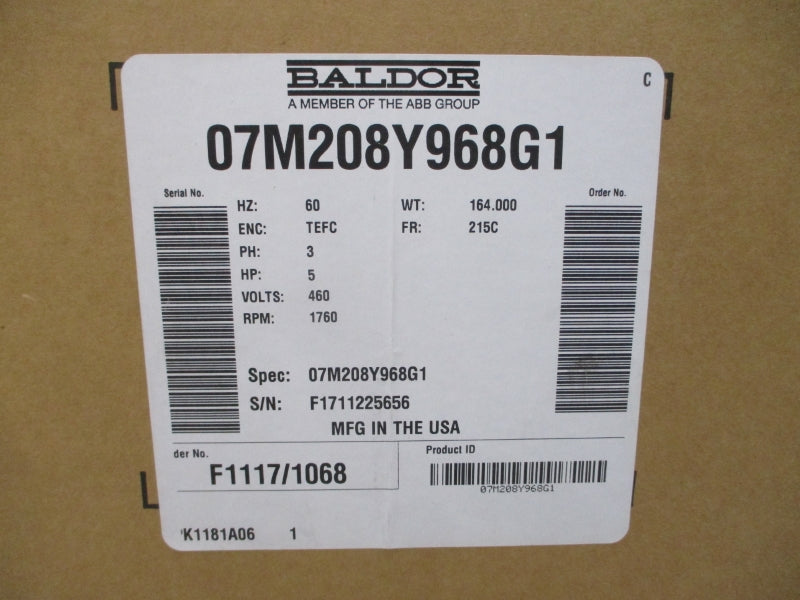 BALDOR
C
A MEMBER OF THE ABB GROUP
07M208Y968G1
Serial No.
Order No.
HZ: 60 WT: 164.000
ENC: TEFC FR: 215C
PH: 3
HP: 5
VOLTS: 460
RPM: 1760
Spec: 07M208Y968G1
S/N: F1711225656
MFG IN THE USA
der No.
Product ID
F1117/1068
07M208Y968G1
K1181A06 1